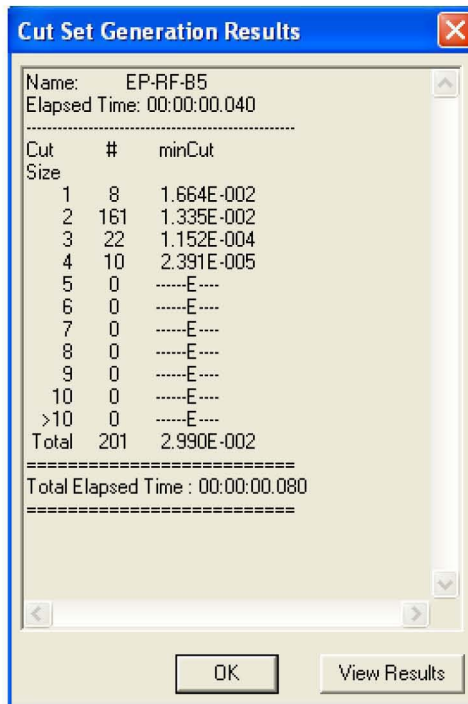 Cut Set Generation Results
Name: EP-RF-B5
Elapsed Time: 00:00:00.040
------------------------------------------------
Cut # minCut
Size
1 8 1.664E-002
2 161 1.335E-002
3 22 1.152E-004
4 10 2.391E-005
5 0 ------E----
6 0 ------E----
7 0 ------E----
8 0 ------E----
9 0 ------E----
10 0 ------E----
>10 0 ------E----
Total 201 2.990E-002
==========================
Total Elapsed Time : 00:00:00.080
==========================
OK View Results